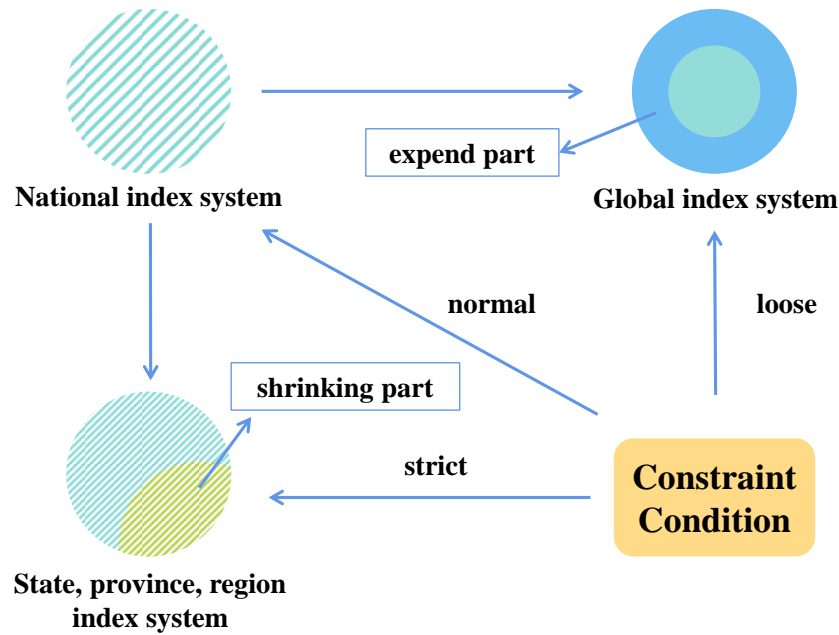 expend part
National index system
Global index system
normal
loose
shrinking part
strict
Constraint
Condition
State, province, region
index system